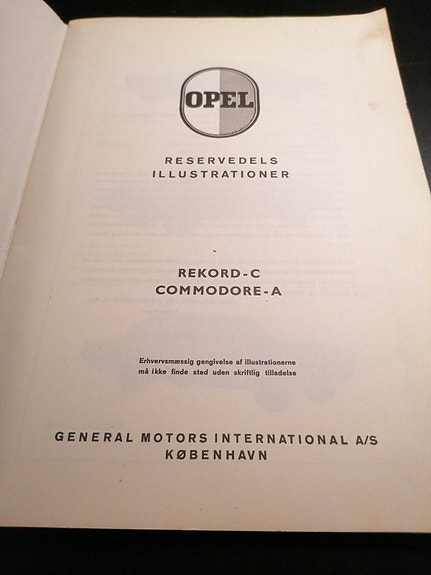 OPEL
RESERVEDELS
ILLUSTRATIONER
REKORD-C
COMMODORE-A
Erhvervsmæssig gengivelse af illustrationerne
må ikke finde sted uden skriftlig tilladelse
GENERAL MOTORS INTERNATIONAL A/S
KØBENHAVN